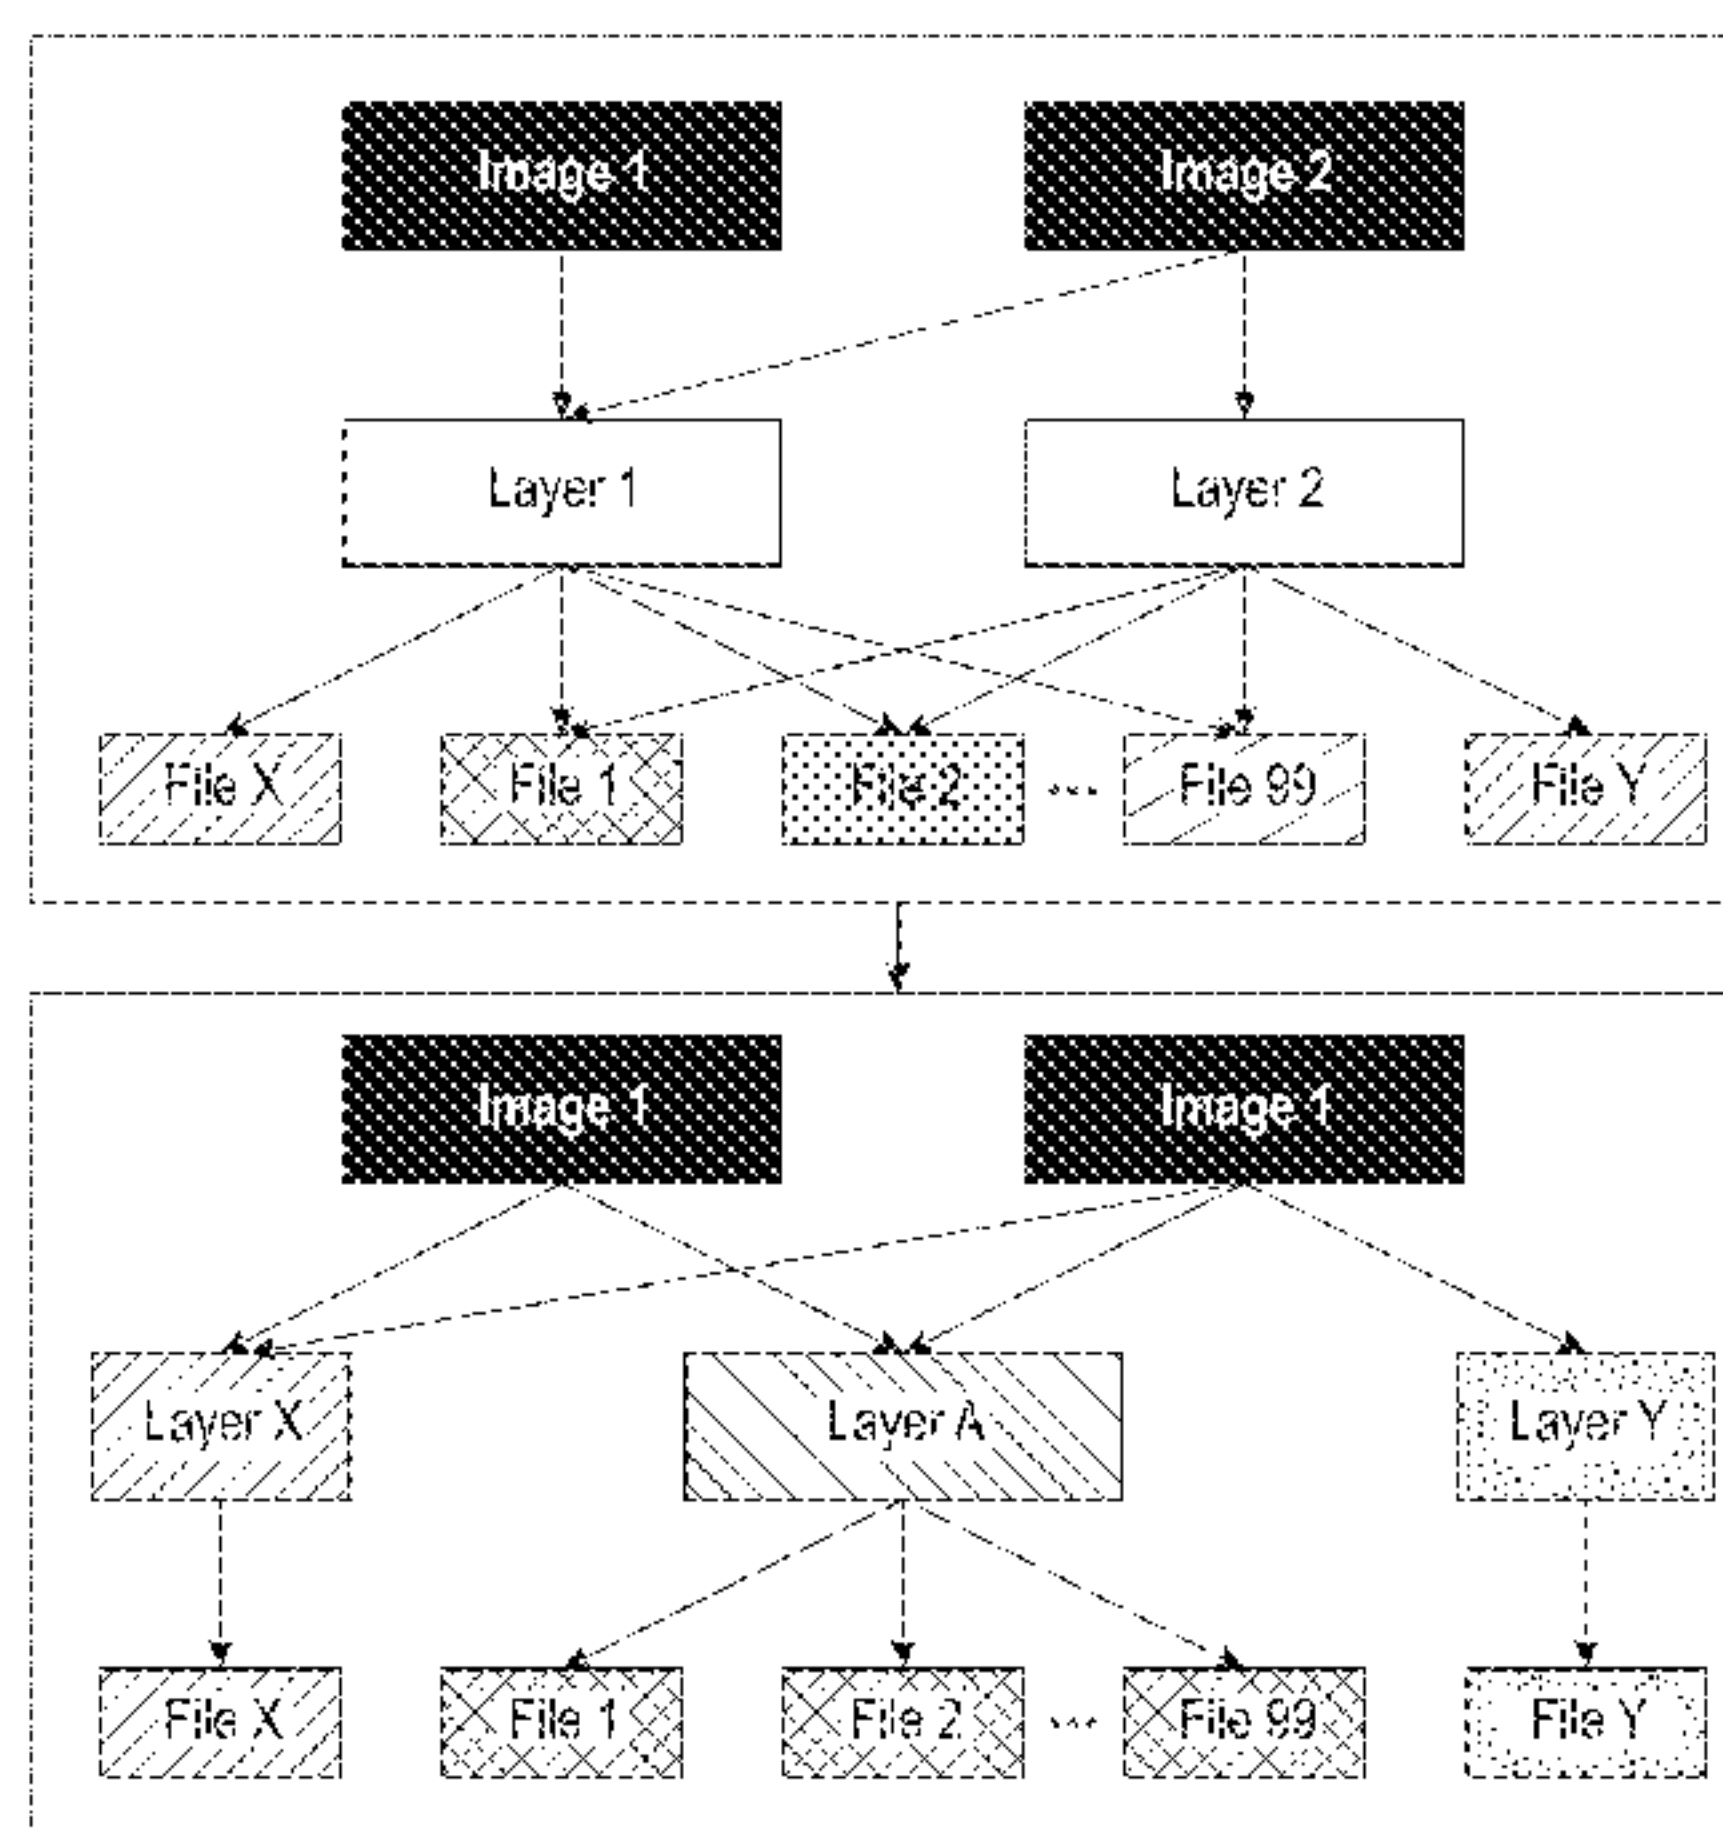 Image 1
Image 2
Layer 1
Layer 2
File X
File 1
File 2
...
File 99
File Y
Image 1
Image 1
Layer X
Layer A
Layer Y
File X
File 1
File 2
...
File 99
File Y